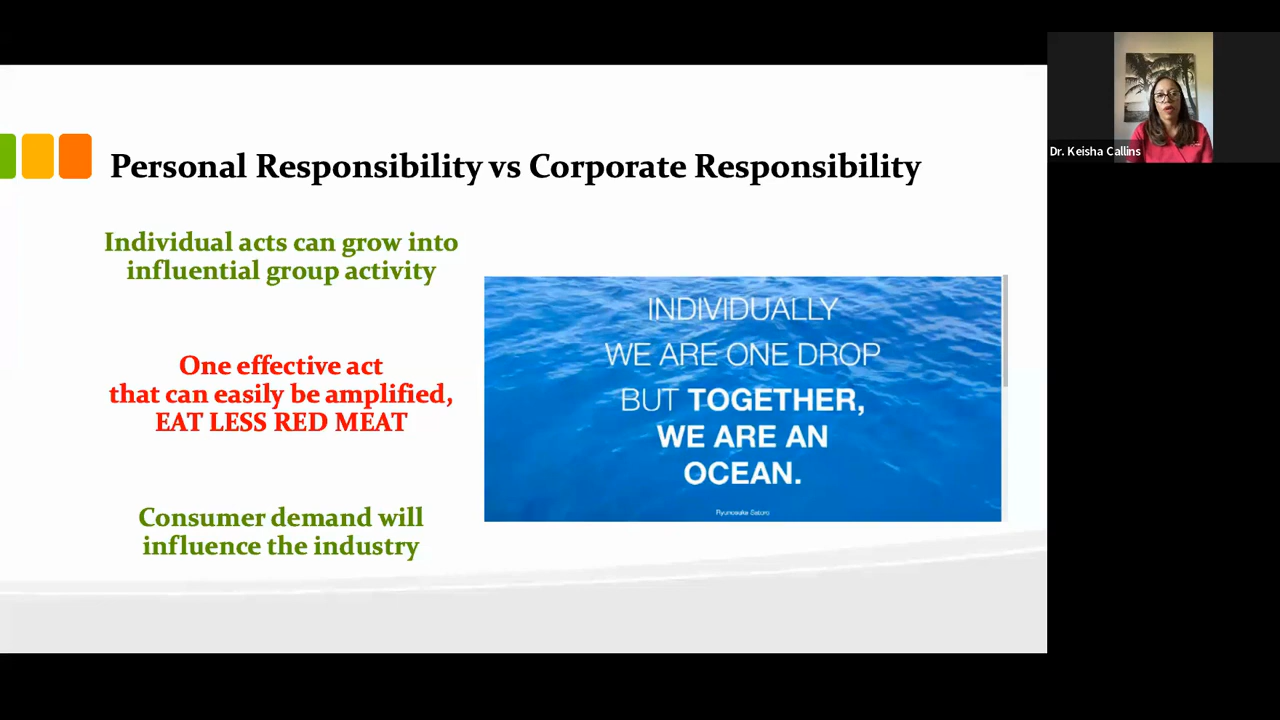 Personal Responsibility vs Corporate Responsibility
Individual acts can grow into
influential group activity
One effective act
that can easily be amplified,
EAT LESS RED MEAT
Consumer demand will
influence the industry
INDIVIDUALLY
WE ARE ONE DROP
BUT TOGETHER,
WE ARE AN
OCEAN.
Ryunosuke Satoro
Dr. Keisha Callins